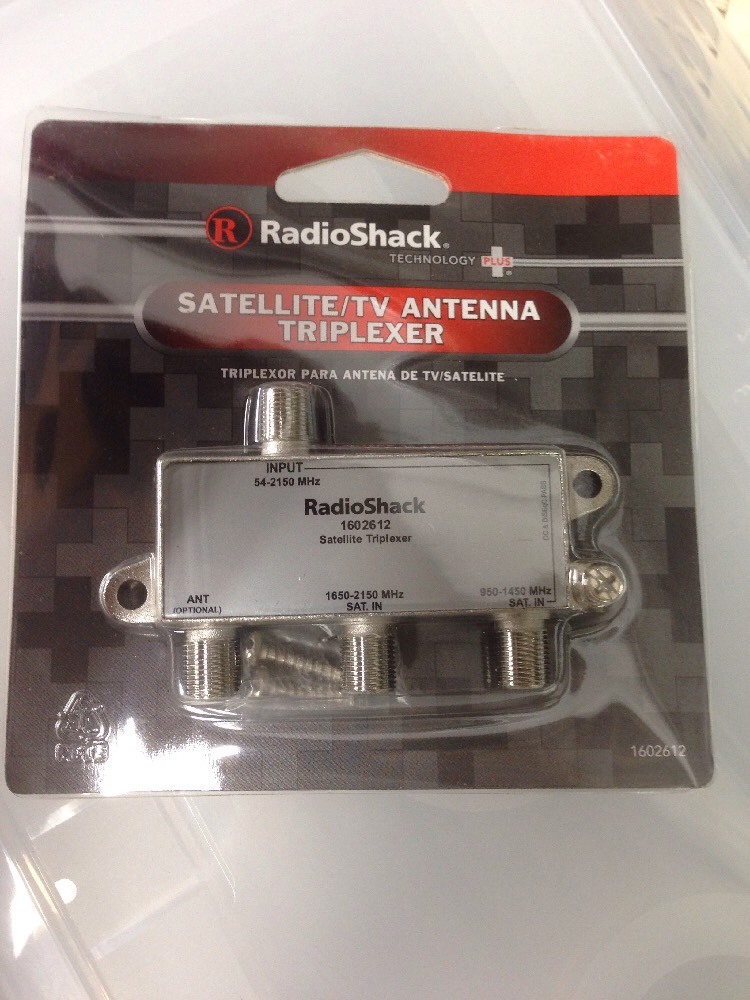 R RadioShack®
TECHNOLOGY PLUS
SATELLITE/TV ANTENNA
TRIPLEXER
TRIPLEXOR PARA ANTENA DE TV/SATELITE
INPUT
54-2150 MHz
RadioShack
1602612
Satellite Triplexer
ANT
(OPTIONAL)
1650-2150 MHz
SAT. IN
950-1450 MHz
SAT. IN
1602612